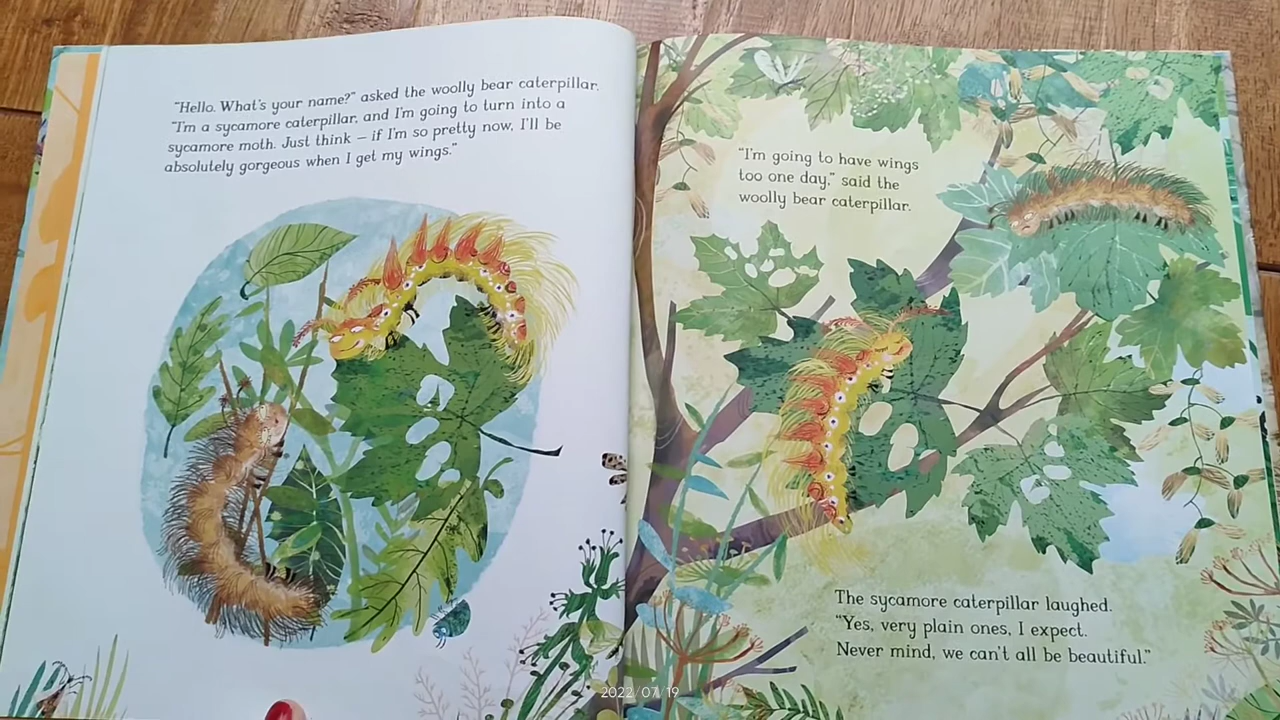 "Hello. What's your name?" asked the woolly bear caterpillar.
"I'm a sycamore caterpillar, and I'm going to turn into a
sycamore moth. Just think – if I'm so pretty now, I'll be
absolutely gorgeous when I get my wings."
"I'm going to have wings
too one day," said the
woolly bear caterpillar.
The sycamore caterpillar laughed.
"Yes, very plain ones, I expect.
Never mind, we can't all be beautiful."
2022/07/19